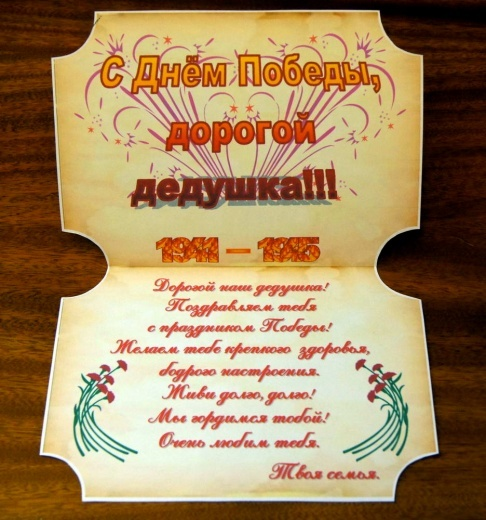 С Днём Победы,
дорогой
дедушка!!!
1941 – 1945
Дорогой наш дедушка!
Поздравляем тебя
с праздником Победы!
Желаем тебе крепкого здоровья,
бодрого настроения.
Живи долго, долго!
Мы гордимся тобой!
Очень любим тебя.
Твоя семья.